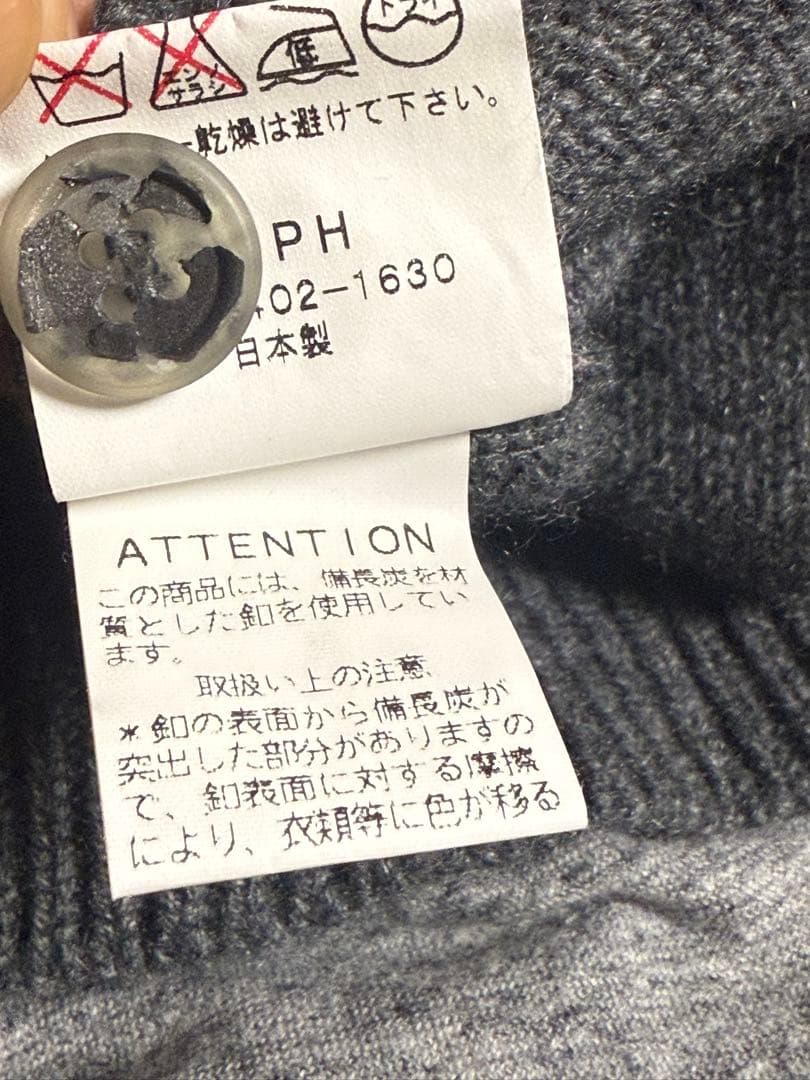 ドライ
低
エンソ
サラシ
乾燥は避けて下さい。
PH
402-1630
日本製
ATTENTION
この商品には、備長炭を材
質とした釦を使用してい
ます。
取扱い上の注意
*釦の表面から備長炭が
突出した部分がありますの
で、釦表面に対する摩擦
により、衣類等に色が移る